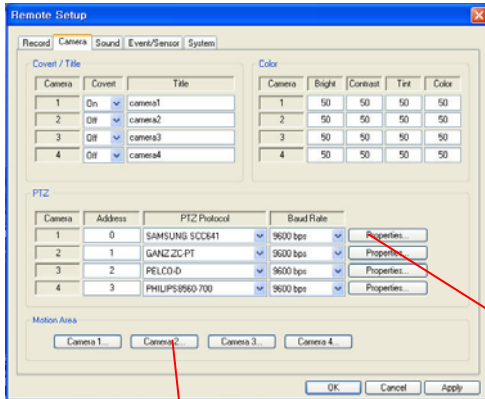 Remote Setup
Record Camera Sound Event/Sensor System
Covert / Title
Camera Covert Title
1 On camera1
2 Off camera2
3 Off camera3
4 Off camera4
Color
Camera Bright Contrast Tint Color
1 50 50 50 50
2 50 50 50 50
3 50 50 50 50
4 50 50 50 50
PTZ
Camera Address PTZ Protocol Baud Rate
1 0 SAMSUNG SCC641 9600 bps Properties...
2 1 GANZ ZC-PT 9600 bps Properties...
3 2 PELCO-D 9600 bps Properties...
4 3 PHILIPS8560-700 9600 bps Properties...
Motion Area
Camera 1... Camera 2... Camera 3... Camera 4...
OK Cancel Apply